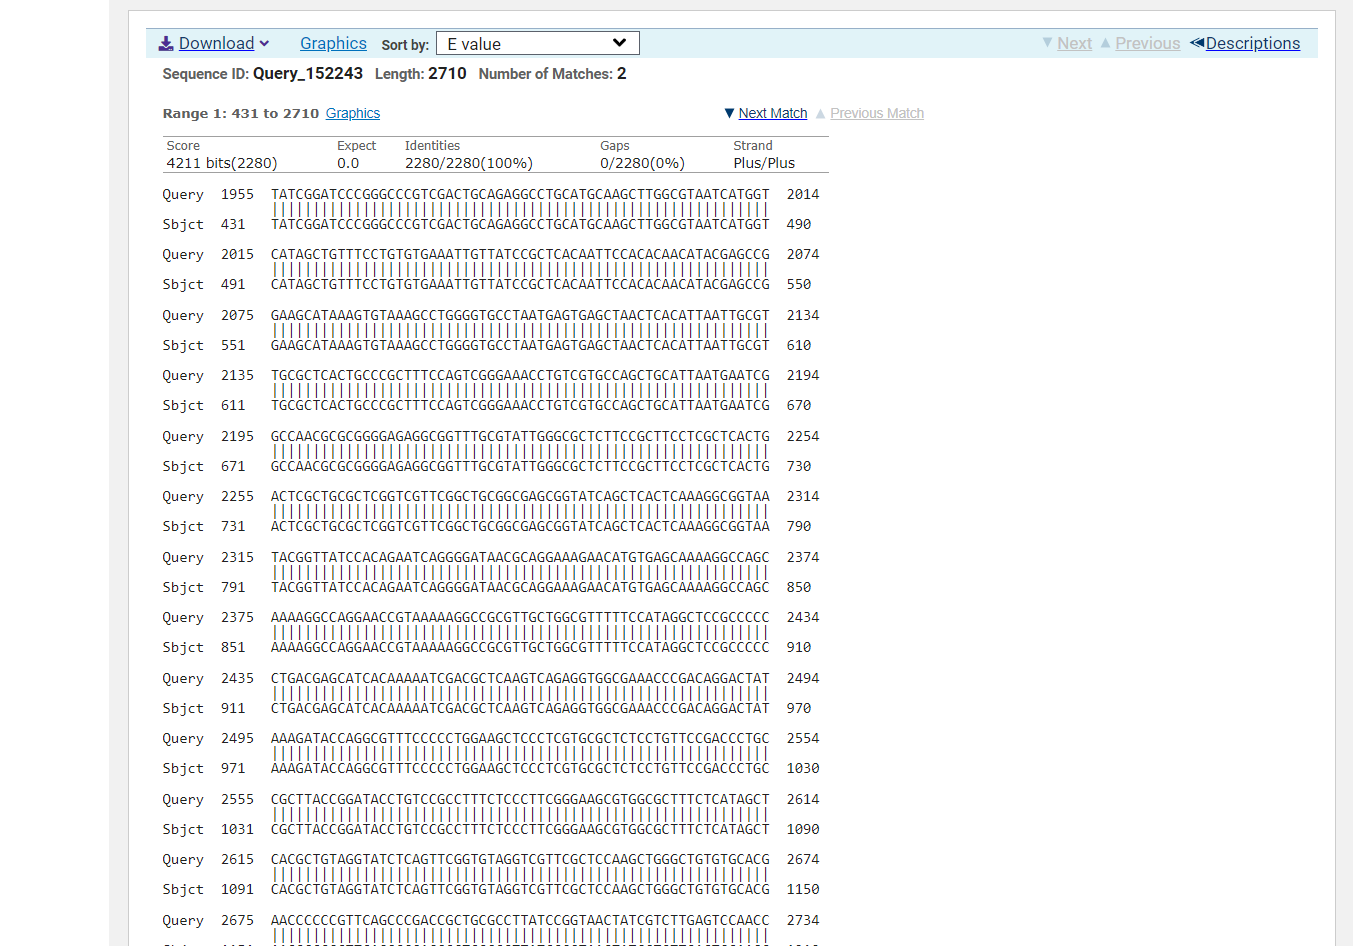 Download Graphics Sort by: E value Next Previous Descriptions
Sequence ID: Query_152243 Length: 2710 Number of Matches: 2
Range 1: 431 to 2710 Graphics Next Match Previous Match
Score Expect Identities Gaps Strand
4211 bits(2280) 0.0 2280/2280(100%) 0/2280(0%) Plus/Plus
Query 1955 TATCGGATCCCGGGCCCGTCGACTGCAGAGGCCTGCATGCAAGCTTGGCGTAATCATGGT 2014
Sbjct 431 TATCGGATCCCGGGCCCGTCGACTGCAGAGGCCTGCATGCAAGCTTGGCGTAATCATGGT 490
Query 2015 CATAGCTGTTTCCTGTGTGAAATTGTTATCCGCTCACAATTCCACACAACATACGAGCCG 2074
Sbjct 491 CATAGCTGTTTCCTGTGTGAAATTGTTATCCGCTCACAATTCCACACAACATACGAGCCG 550
Query 2075 GAAGCATAAAGTGTAAAGCCTGGGGTGCCTAATGAGTGAGCTAACTCACATTAATTGCGT 2134
Sbjct 551 GAAGCATAAAGTGTAAAGCCTGGGGTGCCTAATGAGTGAGCTAACTCACATTAATTGCGT 610
Query 2135 TGCGCTCACTGCCCGCTTTCCAGTCGGGAAACCTGTCGTGCCAGCTGCATTAATGAATCG 2194
Sbjct 611 TGCGCTCACTGCCCGCTTTCCAGTCGGGAAACCTGTCGTGCCAGCTGCATTAATGAATCG 670
Query 2195 GCCAACGCGCGGGGAGAGGCGGTTTGCGTATTGGGCGCTCTTCCGCTTCCTCGCTCACTG 2254
Sbjct 671 GCCAACGCGCGGGGAGAGGCGGTTTGCGTATTGGGCGCTCTTCCGCTTCCTCGCTCACTG 730
Query 2255 ACTCGCTGCGCTCGGTCGTTCGGCTGCGGCGAGCGGTATCAGCTCACTCAAAGGCGGTAA 2314
Sbjct 731 ACTCGCTGCGCTCGGTCGTTCGGCTGCGGCGAGCGGTATCAGCTCACTCAAAGGCGGTAA 790
Query 2315 TACGGTTATCCACAGAATCAGGGGATAACGCAGGAAAGAACATGTGAGCAAAAGGCCAGC 2374
Sbjct 791 TACGGTTATCCACAGAATCAGGGGATAACGCAGGAAAGAACATGTGAGCAAAAGGCCAGC 850
Query 2375 AAAAGGCCAGGAACCGTAAAAAGGCCGCGTTGCTGGCGTTTTTCCATAGGCTCCGCCCCC 2434
Sbjct 851 AAAAGGCCAGGAACCGTAAAAAGGCCGCGTTGCTGGCGTTTTTCCATAGGCTCCGCCCCC 910
Query 2435 CTGACGAGCATCACAAAAATCGACGCTCAAGTCAGAGGTGGCGAAACCCGACAGGACTAT 2494
Sbjct 911 CTGACGAGCATCACAAAAATCGACGCTCAAGTCAGAGGTGGCGAAACCCGACAGGACTAT 970
Query 2495 AAAGATACCAGGCGTTTCCCCCTGGAAGCTCCCTCGTGCGCTCTCCTGTTCCGACCCTGC 2554
Sbjct 971 AAAGATACCAGGCGTTTCCCCCTGGAAGCTCCCTCGTGCGCTCTCCTGTTCCGACCCTGC 1030
Query 2555 CGCTTACCGGATACCTGTCCGCCTTTCTCCCTTCGGGAAGCGTGGCGCTTTCTCATAGCT 2614
Sbjct 1031 CGCTTACCGGATACCTGTCCGCCTTTCTCCCTTCGGGAAGCGTGGCGCTTTCTCATAGCT 1090
Query 2615 CACGCTGTAGGTATCTCAGTTCGGTGTAGGTCGTTCGCTCCAAGCTGGGCTGTGTGCACG 2674
Sbjct 1091 CACGCTGTAGGTATCTCAGTTCGGTGTAGGTCGTTCGCTCCAAGCTGGGCTGTGTGCACG 1150
Query 2675 AACCCCCCGTTCAGCCCGACCGCTGCGCCTTATCCGGTAACTATCGTCTTGAGTCCAACC 2734